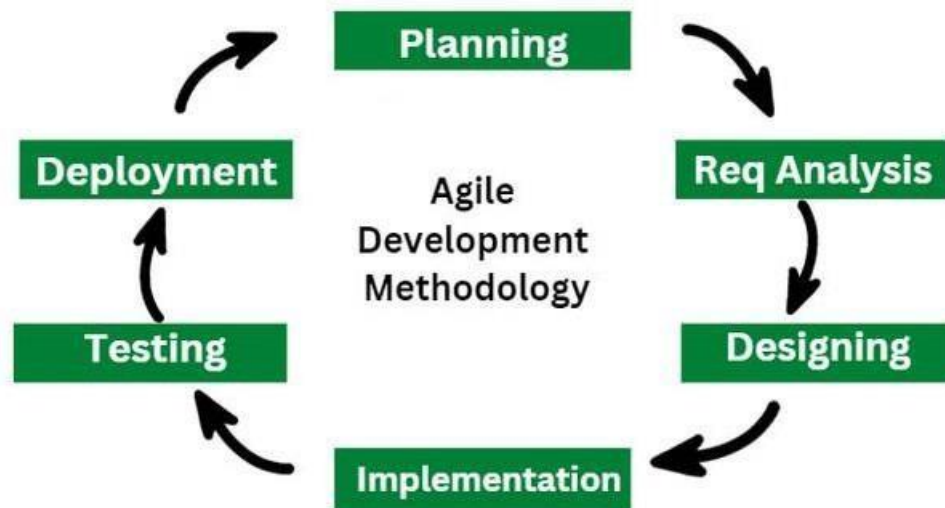 Planning
Deployment
Req Analysis
Agile
Development
Methodology
Testing
Designing
Implementation